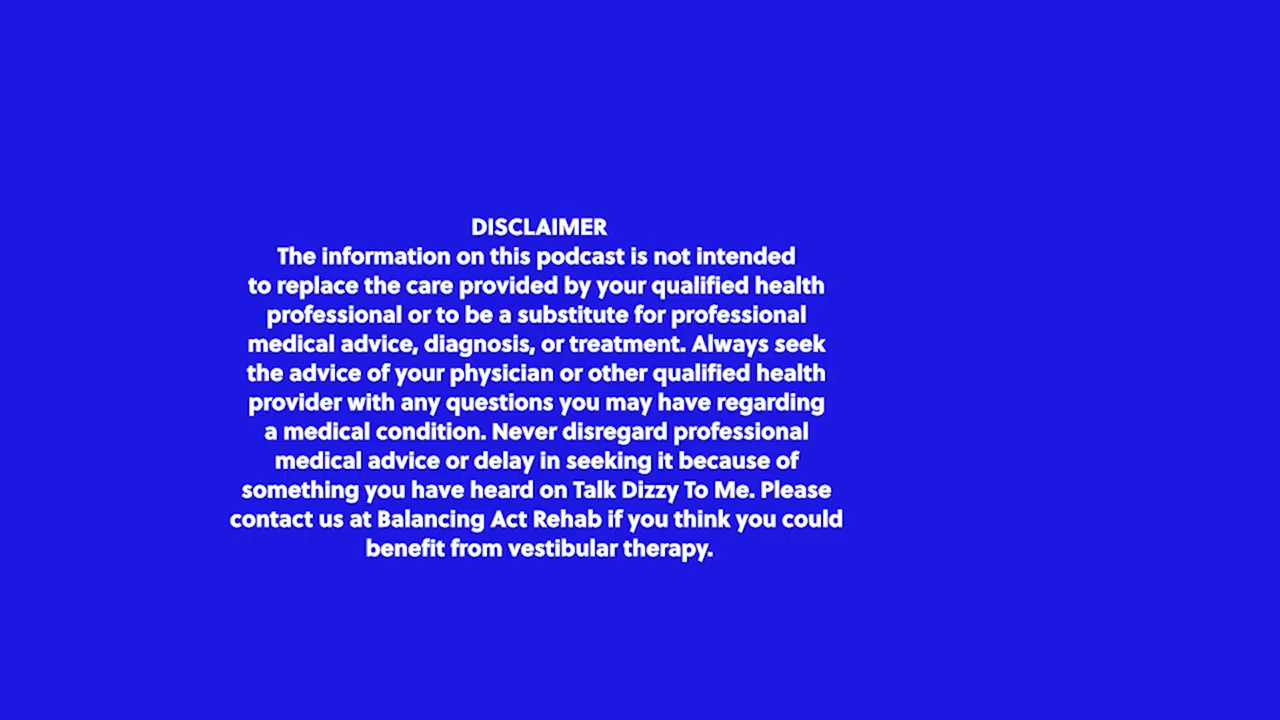 DISCLAIMER
The information on this podcast is not intended
to replace the care provided by your qualified health
professional or to be a substitute for professional
medical advice, diagnosis, or treatment. Always seek
the advice of your physician or other qualified health
provider with any questions you may have regarding
a medical condition. Never disregard professional
medical advice or delay in seeking it because of
something you have heard on Talk Dizzy To Me. Please
contact us at Balancing Act Rehab if you think you could
benefit from vestibular therapy.